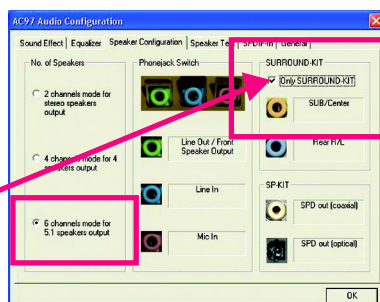 AC97 Audio Configuration
Sound Effect
Equalizer
Speaker Configuration
Speaker Test
SPDIF-In
General
No. of Speakers
2 channels mode for
stereo speakers
output
4 channels mode for 4
speakers output
6 channels mode for
5.1 speakers output
Phonejack Switch
Line Out / Front
Speaker Output
Line In
Mic In
SURROUND-KIT
Only SURROUND-KIT
SUB/Center
Rear R/L
SP-KIT
SPD out (coaxial)
SPD out (optical)
OK